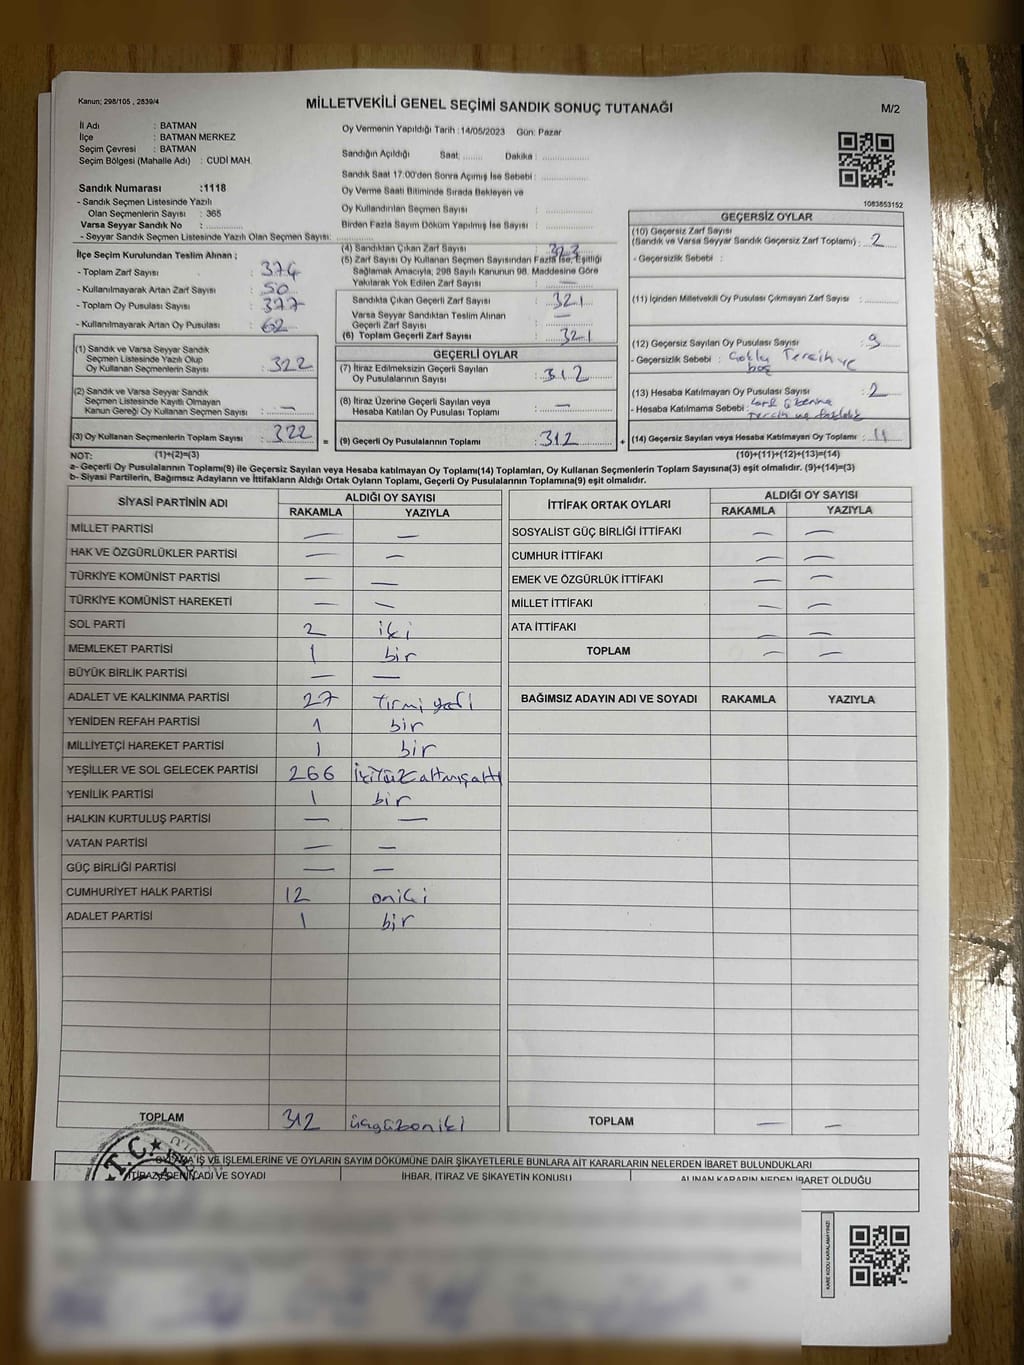 Kanun; 298/105 , 2839/4
MİLLETVEKİLİ GENEL SEÇİMİ SANDIK SONUÇ TUTANAĞI
M/2
İl Adı : BATMAN
İlçe : BATMAN MERKEZ
Seçim Çevresi : BATMAN
Seçim Bölgesi (Mahalle Adı) : CUDİ MAH.
Sandık Numarası :1118
- Sandık Seçmen Listesinde Yazılı
Olan Seçmenlerin Sayısı : 365
Varsa Seyyar Sandık No : ..............
- Seyyar Sandık Seçmen Listesinde Yazılı Olan Seçmen Sayısı: ..............
Oy Vermenin Yapıldığı Tarih :14/05/2023 Gün: Pazar
Sandığın Açıldığı Saat: ........ Dakika : ..............
Sandık Saat 17:00'den Sonra Açmış İse Sebebi : ..............
Oy Verme Saati Bitiminde Sırada Bekleyen ve
Oy Kullandırılan Seçmen Sayısı : ..............
Birden Fazla Sayım Döküm Yapılmış İse Sayısı : ..............
1083853152
İlçe Seçim Kurulundan Teslim Alınan ;
- Toplam Zarf Sayısı : 374
- Kullanılmayarak Artan Zarf Sayısı : 50
- Toplam Oy Pusulası Sayısı : 377
- Kullanılmayarak Artan Oy Pusulası : 62
(1) Sandık ve Varsa Seyyar Sandık
Seçmen Listesinde Yazılı Olup
Oy Kullanan Seçmenlerin Sayısı : 322
(2) Sandık ve Varsa Seyyar Sandık
Seçmen Listesinde Kayıtlı Olmayan
Kanun Gereği Oy Kullanan Seçmen Sayısı : —
(3) Oy Kullanan Seçmenlerin Toplam Sayısı : 322 =
(4) Sandıktan Çıkan Zarf Sayısı : 323
(5) Zarf Sayısı Oy Kullanan Seçmen Sayısından Fazla İse, Eşitliği
Sağlamak Amacıyla, 298 Sayılı Kanunun 98. Maddesine Göre
Yakılarak Yok Edilen Zarf Sayısı : —
Sandıkta Çıkan Geçerli Zarf Sayısı : 321
Varsa Seyyar Sandıktan Teslim Alınan
Geçerli Zarf Sayısı : —
(6) Toplam Geçerli Zarf Sayısı : 321
GEÇERLİ OYLAR
(7) İtiraz Edilmeksizin Geçerli Sayılan
Oy Pusulasının Sayısı : 312
(8) İtiraz Üzerine Geçerli Sayılan veya
Hesaba Katılan Oy Pusulası Toplamı : —
(9) Geçerli Oy Pusulalarının Toplamı : 312 +
GEÇERSİZ OYLAR
(10) Geçersiz Zarf Sayısı
(Sandık ve Varsa Seyyar Sandık Geçersiz Zarf Toplamı) : 2
- Geçersizlik Sebebi :
(11) İçinden Milletvekili Oy Pusulası Çıkmayan Zarf Sayısı : ..............
(12) Geçersiz Sayılan Oy Pusulası Sayısı : 9
- Geçersizlik Sebebi : Çoklu Tercih ve
boş
(13) Hesaba Katılmayan Oy Pusulası Sayısı : 2
- Hesaba Katılmama Sebebi : Zarf üzerine
Tercih ve
(14) Geçersiz Sayılan veya Hesaba Katılmayan Oy Toplamı : 11
NOT: (1)+(2)=(3) (10)+(11)+(12)+(13)=(14)
a- Geçerli Oy Pusulalarının Toplamı(9) ile Geçersiz Sayılan veya Hesaba katılmayan Oy Toplamı(14) Toplamları, Oy Kullanan Seçmenlerin Toplam Sayısına(3) eşit olmalıdır. (9)+(14)=(3)
b- Siyasi Partilerin, Bağımsız Adayların ve İttifakların Aldığı Ortak Oyların Toplamı, Geçerli Oy Pusulalarının Toplamına(9) eşit olmalıdır.
SİYASİ PARTİNİN ADI ALDIĞI OY SAYISI
RAKAMLA YAZIYLA
MİLLET PARTİSİ — —
HAK VE ÖZGÜRLÜKLER PARTİSİ — —
TÜRKİYE KOMÜNİST PARTİSİ — —
TÜRKİYE KOMÜNİST HAREKETİ — —
SOL PARTİ 2 iki
MEMLEKET PARTİSİ 1 bir
BÜYÜK BİRLİK PARTİSİ — —
ADALET VE KALKINMA PARTİSİ 27 Yirmi yedi
YENİDEN REFAH PARTİSİ 1 bir
MİLLİYETÇİ HAREKET PARTİSİ 1 bir
YEŞİLLER VE SOL GELECEK PARTİSİ 266 İkiYüzaltmışaltı
YENİLİK PARTİSİ 1 bir
HALKIN KURTULUŞ PARTİSİ — —
VATAN PARTİSİ — —
GÜÇ BİRLİĞİ PARTİSİ — —
CUMHURİYET HALK PARTİSİ 12 oniki
ADALET PARTİSİ 1 bir
TOPLAM 312 üçyüzoniki
İTTİFAK ORTAK OYLARI ALDIĞI OY SAYISI
RAKAMLA YAZIYLA
SOSYALİST GÜÇ BİRLİĞİ İTTİFAKI — —
CUMHUR İTTİFAKI — —
EMEK VE ÖZGÜRLÜK İTTİFAKI — —
MİLLET İTTİFAKI — —
ATA İTTİFAKI — —
TOPLAM — —
BAĞIMSIZ ADAYIN ADI VE SOYADI RAKAMLA YAZIYLA
TOPLAM — —
T.C.
İŞ VE İŞLEMLERİNE VE OYLARIN SAYIM DÖKÜMÜNE DAİR ŞİKAYETLERLE BUNLARA AİT KARARLARIN NELERDEN İBARET BULUNDUKLARI
İTİRAZ EDENİN ADI VE SOYADI İHBAR, İTİRAZ VE ŞİKAYETİN KONUSU ALINAN KARARIN NEDEN İBARET OLDUĞU
KARE KODU KARALAMAYINIZ!